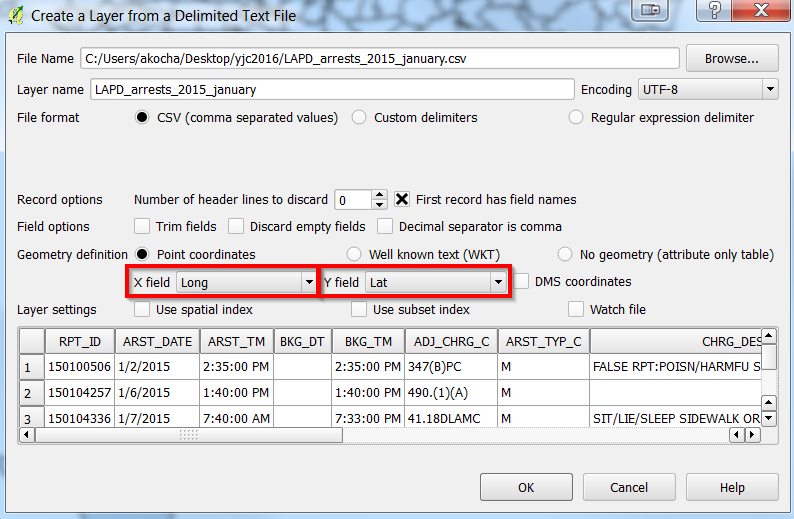 Create a Layer from a Delimited Text File
?
X
File Name C:/Users/akocha/Desktop/yjc2016/LAPD_arrests_2015_january.csv Browse...
Layer name LAPD_arrests_2015_january Encoding UTF-8
File format CSV (comma separated values) Custom delimiters Regular expression delimiter
Record options Number of header lines to discard 0 First record has field names
Field options Trim fields Discard empty fields Decimal separator is comma
Geometry definition Point coordinates Well known text (WKT) No geometry (attribute only table)
X field Long Y field Lat DMS coordinates
Layer settings Use spatial index Use subset index Watch file
RPT_ID ARST_DATE ARST_TM BKG_DT BKG_TM ADJ_CHRG_C ARST_TYP_C CHRG_DES
1 150100506 1/2/2015 2:35:00 PM 2:35:00 PM 347(B)PC M FALSE RPT:POISN/HARMFU S
2 150104257 1/6/2015 1:40:00 PM 1:40:00 PM 490.(1)(A) M
3 150104336 1/7/2015 7:40:00 AM 7:33:00 PM 41.18DLAMC M SIT/LIE/SLEEP SIDEWALK OR
OK Cancel Help